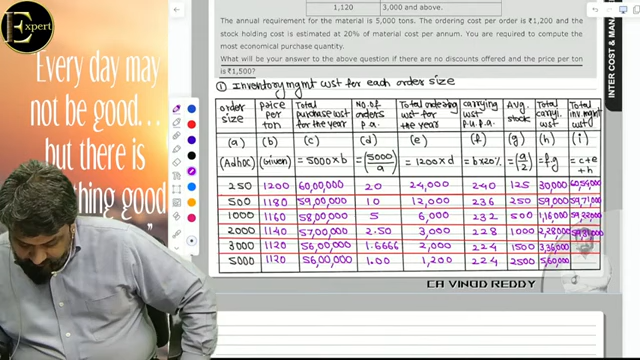 Expert
Every day may
not be good...
but there is
thing good
1,120 3,000 and above.
The annual requirement for the material is 5,000 tons. The ordering cost per order is ₹1,200 and the
stock holding cost is estimated at 20% of material cost per annum. You are required to compute the
most economical purchase quantity.
What will be your answer to the above question if there are no discounts offered and the price per ton
is ₹1,500?
INTER COST & MANA
① Inventory mgmt cost for each order size
order size | price per ton | Total purchase cost for the year | No. of orders p.a. | Total ordering cost for the year | carrying cost p.u.p.a. | Avg. stock | Total carrying cost | Total inv. mgmt cost
(a) (b) (c) (d) (e) (f) (g) (h) (i)
(Adhoc) (Given) = 5000×b = (5000/a) = 1200×d = b×20% = (a/2) = f.g = c+e+h
250 1200 60,00,000 20 24,000 240 125 30,000 60,54,000
500 1180 59,00,000 10 12,000 236 250 59,000 59,71,000
1000 1160 58,00,000 5 6,000 232 500 1,16,000 59,22,000
2000 1140 57,00,000 2.50 3,000 228 1000 2,28,000 59,31,000
3000 1120 56,00,000 1.6666 2,000 224 1500 3,36,000
5000 1120 56,00,000 1.00 1,200 224 2500 5,60,000
CA VINOD REDDY